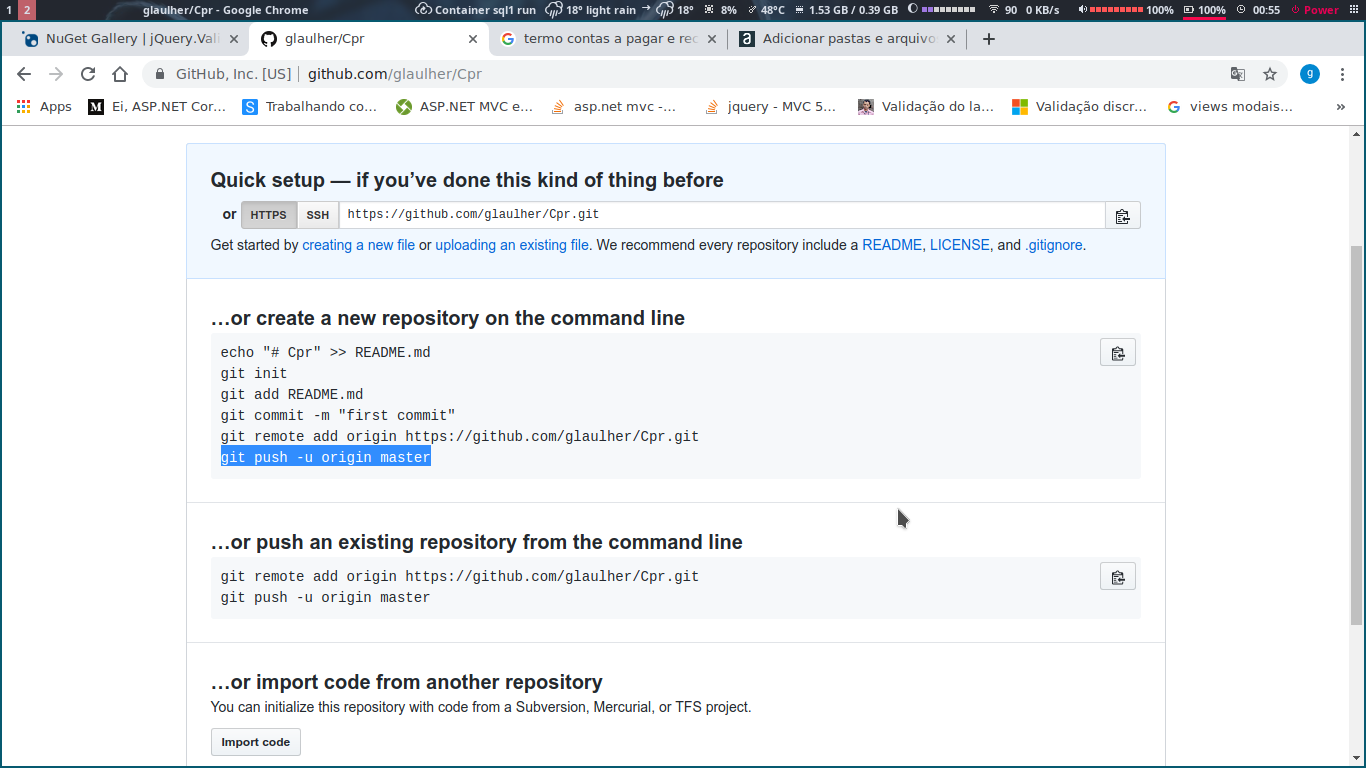 1 2 glaulher/Cpr - Google Chrome Container sql1 run 18° light rain → 18° 8% 48°C 1.53 GB / 0.39 GB 90 0 KB/s 100% 100% 00:55 Power
NuGet Gallery | jQuery.Vali glaulher/Cpr termo contas a pagar e rec Adicionar pastas e arquivo
GitHub, Inc. [US] github.com/glaulher/Cpr g
Apps Ei, ASP.NET Cor... Trabalhando co... ASP.NET MVC e... asp.net mvc -... jquery - MVC 5... Validação do la... Validação discr... views modais... »
Quick setup — if you’ve done this kind of thing before
or HTTPS SSH https://github.com/glaulher/Cpr.git
Get started by creating a new file or uploading an existing file. We recommend every repository include a README, LICENSE, and .gitignore.
…or create a new repository on the command line
echo "# Cpr" >> README.md
git init
git add README.md
git commit -m "first commit"
git remote add origin https://github.com/glaulher/Cpr.git
git push -u origin master
…or push an existing repository from the command line
git remote add origin https://github.com/glaulher/Cpr.git
git push -u origin master
…or import code from another repository
You can initialize this repository with code from a Subversion, Mercurial, or TFS project.
Import code